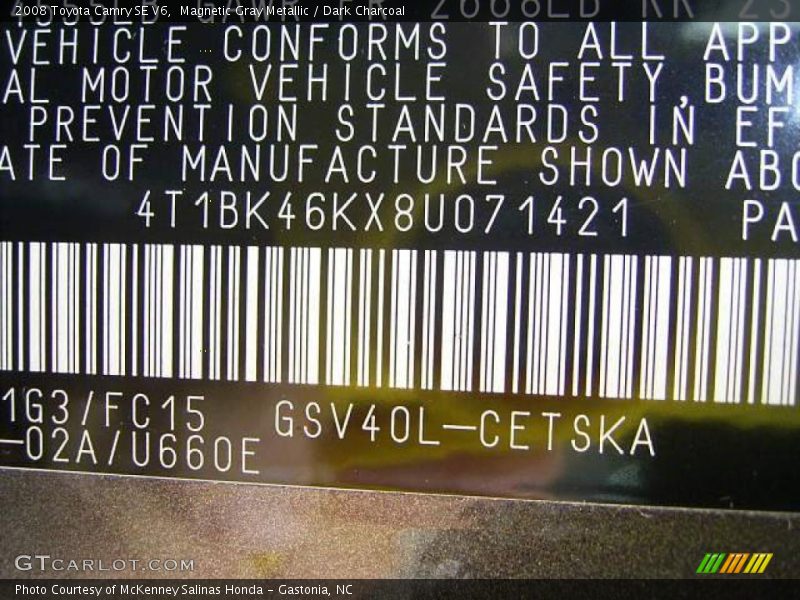 2008 Toyota Camry SE V6, Magnetic Gray Metallic / Dark Charcoal
VEHICLE CONFORMS TO ALL APP
AL MOTOR VEHICLE SAFETY, BUM
PREVENTION STANDARDS IN EF
ATE OF MANUFACTURE SHOWN ABO
4T1BK46KX8U071421 PA
1G3/FC15 GSV40L-CETSKA
-02A/U660E
GTCARLOT.COM
Photo Courtesy of McKenney Salinas Honda - Gastonia, NC